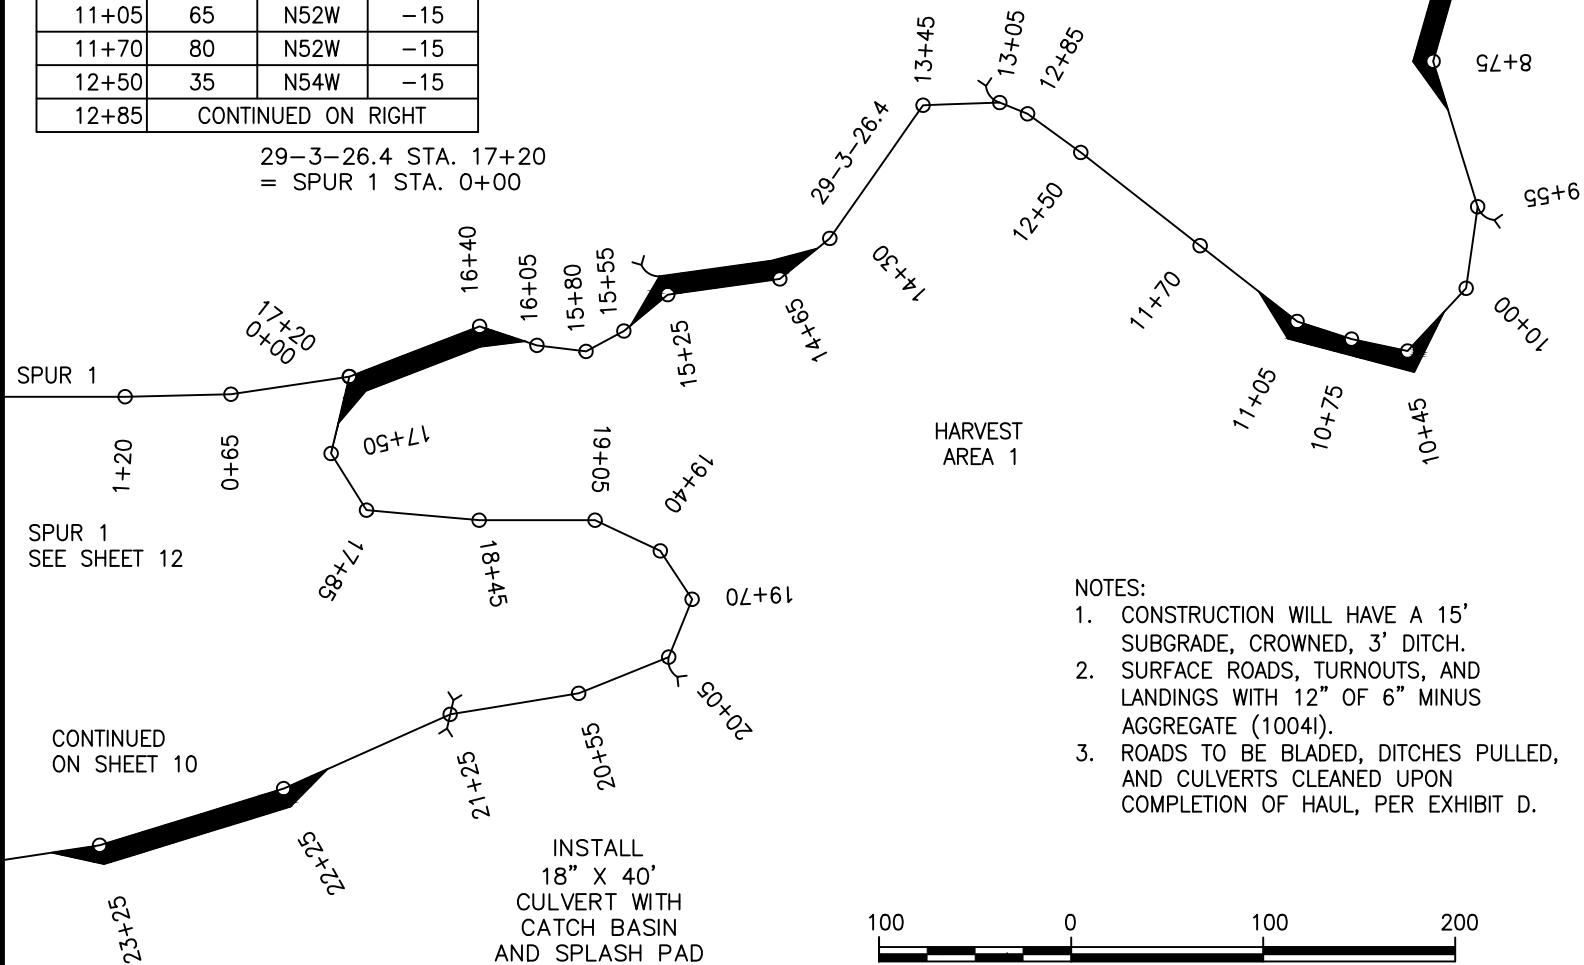 11+05 65 N52W -15
11+70 80 N52W -15
12+50 35 N54W -15
12+85 CONTINUED ON RIGHT
29-3-26.4 STA. 17+20
= SPUR 1 STA. 0+00
8+75
9+55
10+00
10+45
10+75
11+05
11+70
12+50
12+85
13+05
13+45
29-3-26.4
14+30
14+65
15+25
15+55
15+80
16+05
16+40
17+20
0+00
SPUR 1
0+65
1+20
17+50
17+85
18+45
19+05
19+40
19+70
20+05
20+55
21+25
22+25
23+25
SPUR 1
SEE SHEET 12
HARVEST
AREA 1
CONTINUED
ON SHEET 10
INSTALL
18" X 40'
CULVERT WITH
CATCH BASIN
AND SPLASH PAD
NOTES:
1. CONSTRUCTION WILL HAVE A 15'
SUBGRADE, CROWNED, 3' DITCH.
2. SURFACE ROADS, TURNOUTS, AND
LANDINGS WITH 12" OF 6" MINUS
AGGREGATE (1004I).
3. ROADS TO BE BLADED, DITCHES PULLED,
AND CULVERTS CLEANED UPON
COMPLETION OF HAUL, PER EXHIBIT D.
100 0 100 200